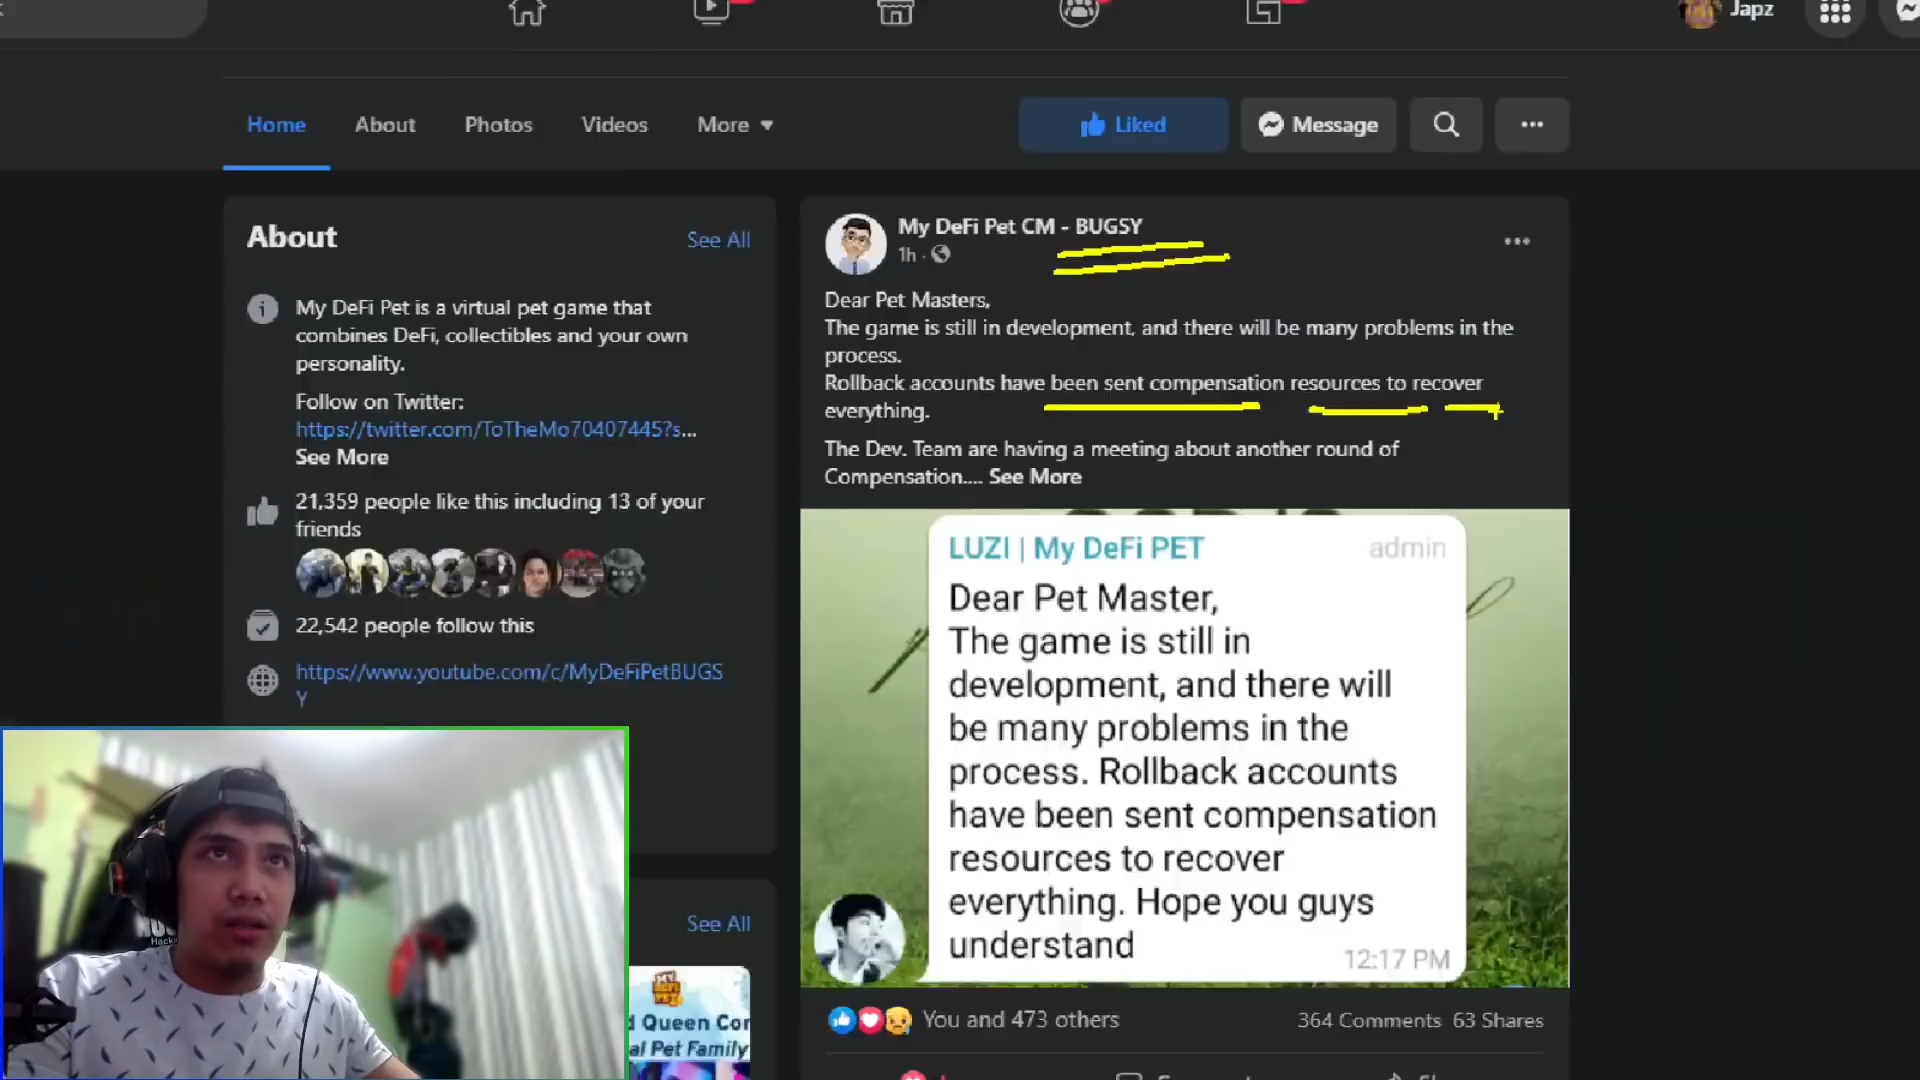 Japz
Home
About
Photos
Videos
More
Liked
Message
About
See All
My DeFi Pet is a virtual pet game that
combines DeFi, collectibles and your own
personality.
Follow on Twitter:
https://twitter.com/ToTheMo70407445?s...
See More
21,359 people like this including 13 of your
friends
22,542 people follow this
https://www.youtube.com/c/MyDeFiPetBUGS
Y
See All
d Queen Cor
al Pet Family
My DeFi Pet CM - BUGSY
1h
Dear Pet Masters,
The game is still in development, and there will be many problems in the
process.
Rollback accounts have been sent compensation resources to recover
everything.
The Dev. Team are having a meeting about another round of
Compensation.... See More
LUZI | My DeFi PET
admin
Dear Pet Master,
The game is still in
development, and there will
be many problems in the
process. Rollback accounts
have been sent compensation
resources to recover
everything. Hope you guys
understand
12:17 PM
You and 473 others
364 Comments 63 Shares